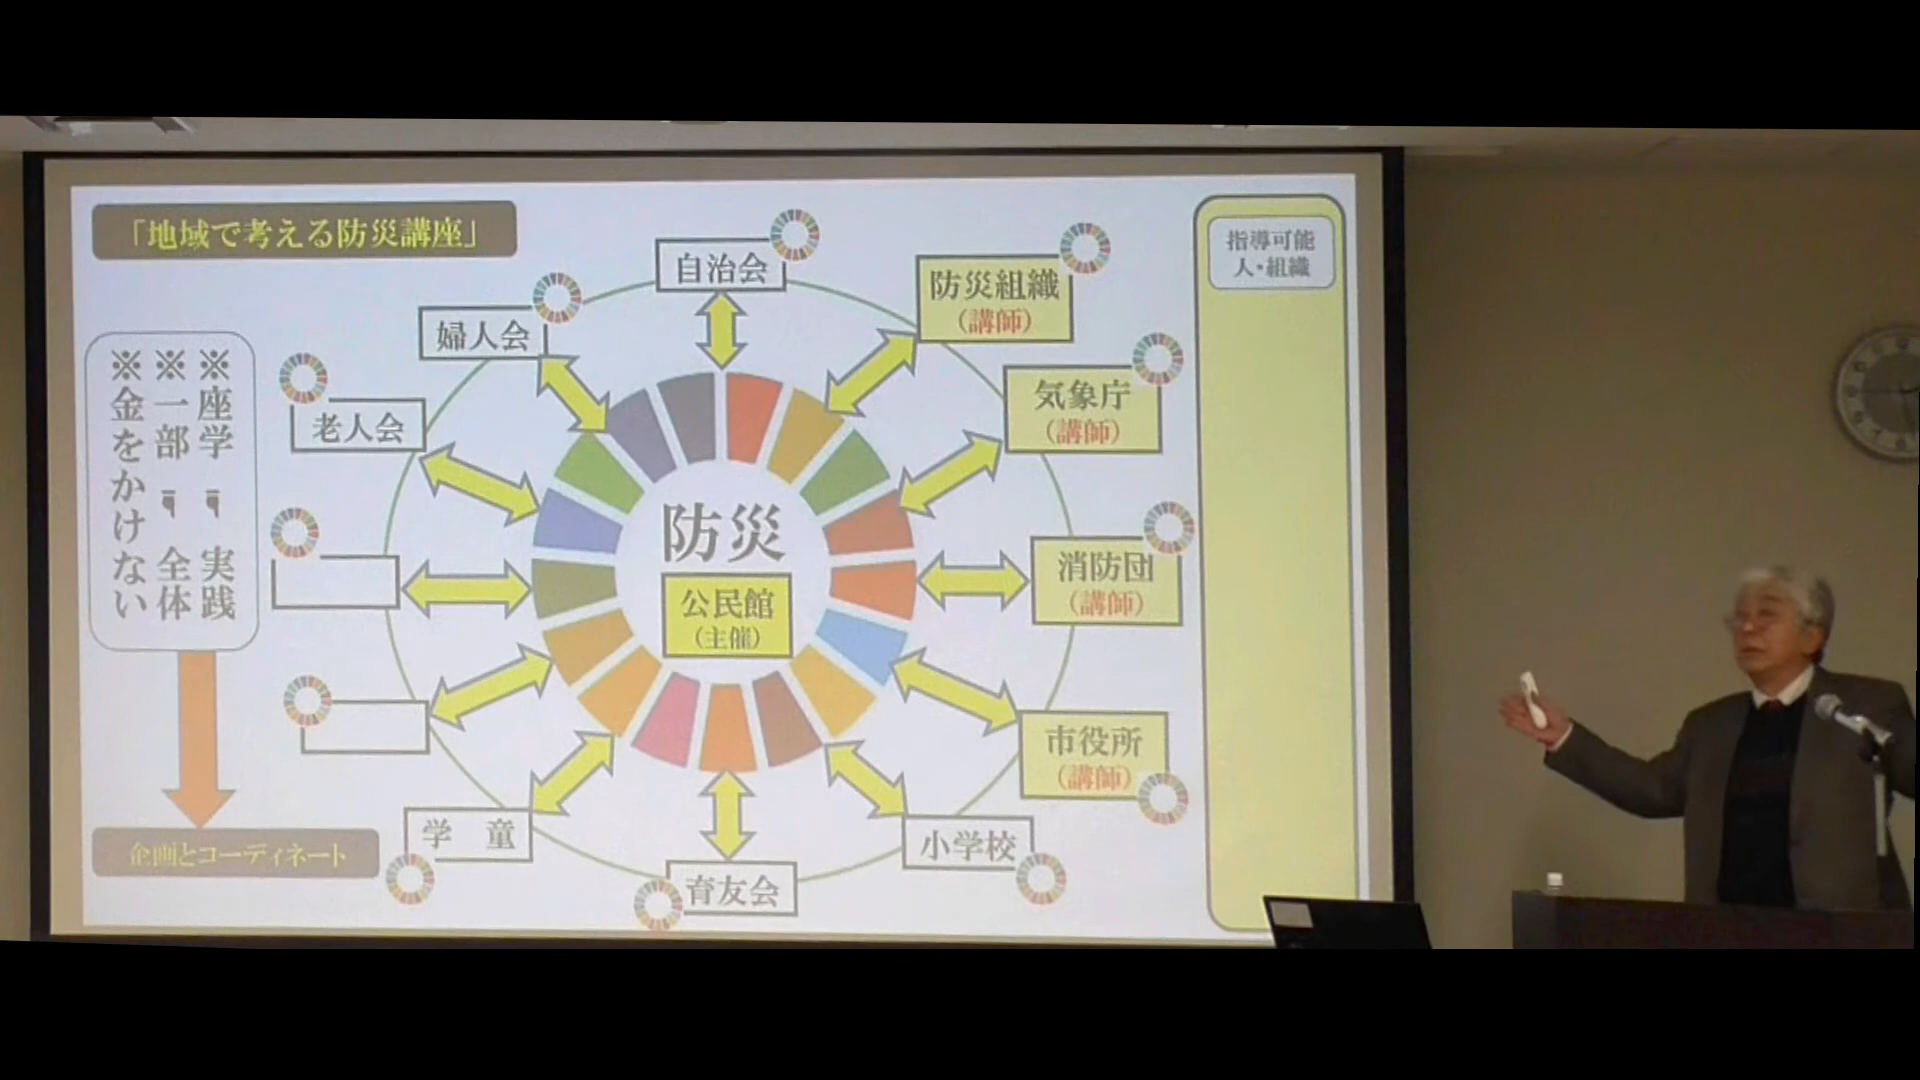 「地域で考える防災講座」
※座学 ➡ 実践
※一部 ➡ 全体
※金をかけない
企画とコーディネート
自治会
防災組織
(講師)
気象庁
(講師)
消防団
(講師)
市役所
(講師)
小学校
育友会
学 童
老人会
婦人会
防災
公民館
(主催)
指導可能
人・組織